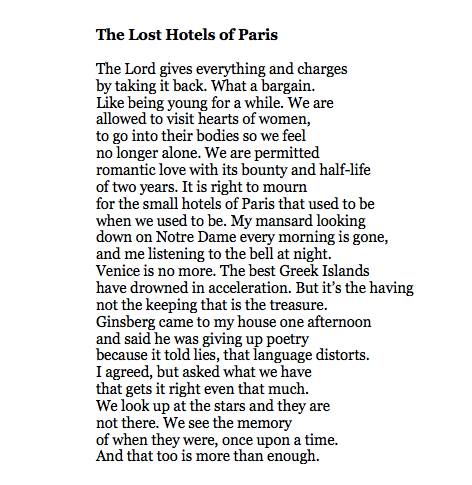 The Lost Hotels of Paris
The Lord gives everything and charges
by taking it back. What a bargain.
Like being young for a while. We are
allowed to visit hearts of women,
to go into their bodies so we feel
no longer alone. We are permitted
romantic love with its bounty and half-life
of two years. It is right to mourn
for the small hotels of Paris that used to be
when we used to be. My mansard looking
down on Notre Dame every morning is gone,
and me listening to the bell at night.
Venice is no more. The best Greek Islands
have drowned in acceleration. But it's the having
not the keeping that is the treasure.
Ginsberg came to my house one afternoon
and said he was giving up poetry
because it told lies, that language distorts.
I agreed, but asked what we have
that gets it right even that much.
We look up at the stars and they are
not there. We see the memory
of when they were, once upon a time.
And that too is more than enough.